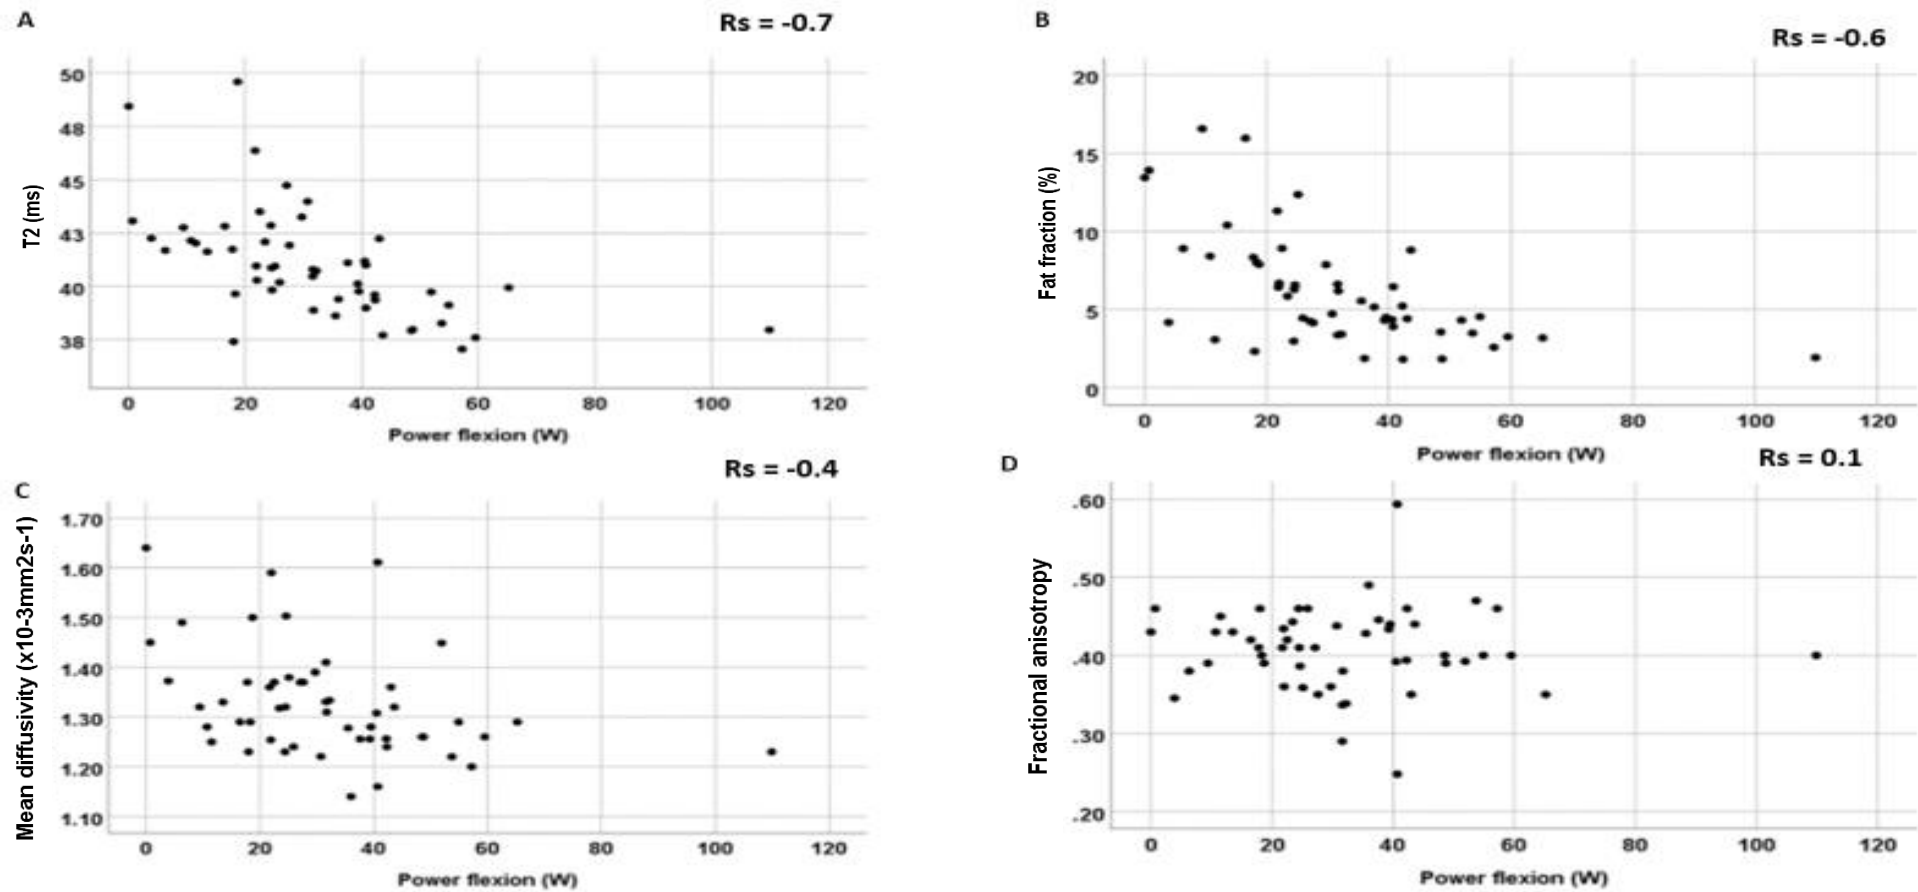 A
Rs = -0.7
50
48
45
43
40
38
T2 (ms)
0 20 40 60 80 100 120
Power flexion (W)
B
Rs = -0.6
20
15
10
5
0
Fat fraction (%)
0 20 40 60 80 100 120
Power flexion (W)
C
Rs = -0.4
1.70
1.60
1.50
1.40
1.30
1.20
1.10
Mean diffusivity (x10-3mm2s-1)
0 20 40 60 80 100 120
Power flexion (W)
D
Rs = 0.1
.60
.50
.40
.30
.20
Fractional anisotropy
0 20 40 60 80 100 120
Power flexion (W)